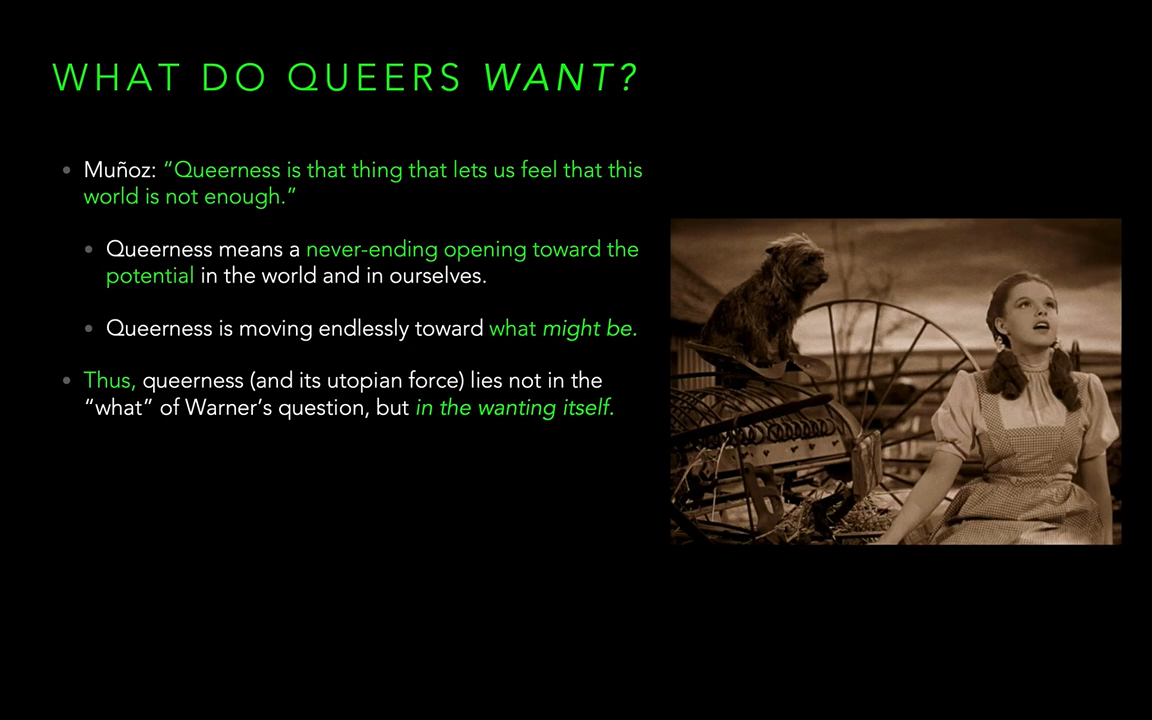 WHAT DO QUEERS WANT?
• Muñoz: “Queerness is that thing that lets us feel that this
world is not enough.”
• Queerness means a never-ending opening toward the
potential in the world and in ourselves.
• Queerness is moving endlessly toward what might be.
• Thus, queerness (and its utopian force) lies not in the
“what” of Warner’s question, but in the wanting itself.